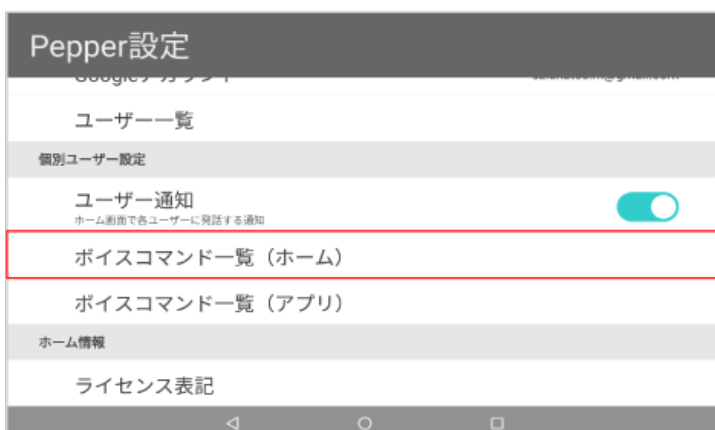 Pepper設定
ユーザー一覧
個別ユーザー設定
ユーザー通知
ホーム画面で各ユーザーに発話する通知
ボイスコマンド一覧（ホーム）
ボイスコマンド一覧（アプリ）
ホーム情報
ライセンス表記